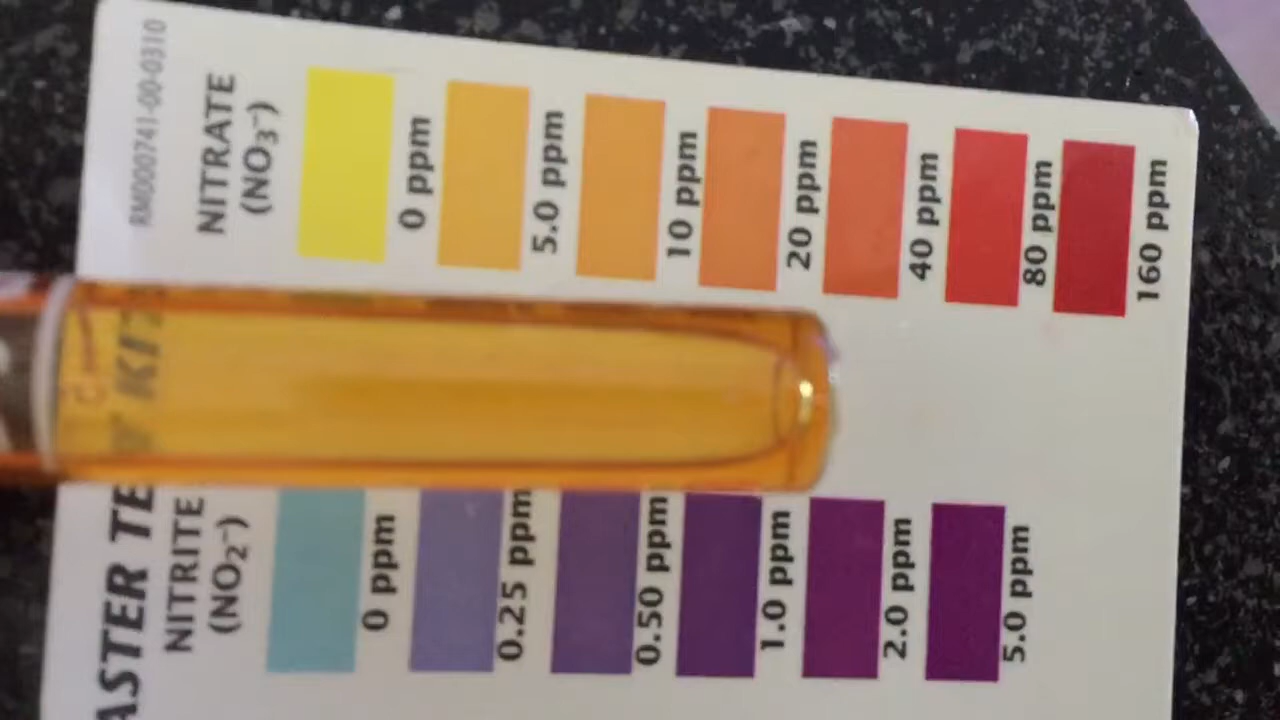 RM000741-00-0310
NITRATE
(NO₃⁻)
0 ppm
5.0 ppm
10 ppm
20 ppm
40 ppm
80 ppm
160 ppm
KIT
NITRITE
(NO₂⁻)
0 ppm
0.25 ppm
0.50 ppm
1.0 ppm
2.0 ppm
5.0 ppm
ASTER TE